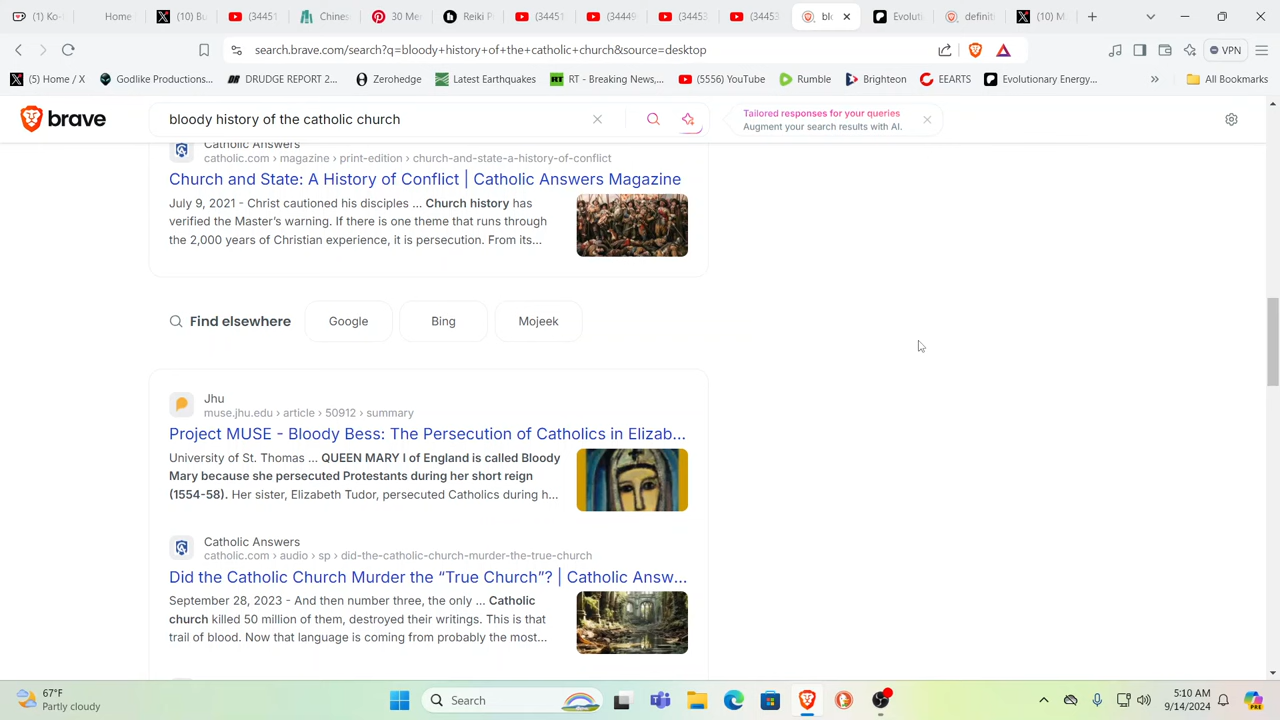 (5) Ko-
Home
(10) Bu
(34451
Chines
30 Me
Reiki P
(34451
(34449
(34453
(3445
blo
Evoluti
definit
(10) M
search.brave.com/search?q=bloody+history+of+the+catholic+church&source=desktop
VPN
(5) Home / X
Godlike Productions...
DRUDGE REPORT 2...
Zerohedge
Latest Earthquakes
RT - Breaking News,...
(5556) YouTube
Rumble
Brighteon
EEARTS
Evolutionary Energy...
All Bookmarks
brave
bloody history of the catholic church
Tailored responses for your queries
Augment your search results with AI.
Catholic Answers
catholic.com › magazine › print-edition › church-and-state-a-history-of-conflict
Church and State: A History of Conflict | Catholic Answers Magazine
July 9, 2021 - Christ cautioned his disciples ... Church history has
verified the Master's warning. If there is one theme that runs through
the 2,000 years of Christian experience, it is persecution. From its...
Find elsewhere
Google
Bing
Mojeek
Jhu
muse.jhu.edu › article › 50912 › summary
Project MUSE - Bloody Bess: The Persecution of Catholics in Elizab...
University of St. Thomas ... QUEEN MARY I of England is called Bloody
Mary because she persecuted Protestants during her short reign
(1554-58). Her sister, Elizabeth Tudor, persecuted Catholics during h...
Catholic Answers
catholic.com › audio › sp › did-the-catholic-church-murder-the-true-church
Did the Catholic Church Murder the “True Church”? | Catholic Answ...
September 28, 2023 - And then number three, the only ... Catholic
church killed 50 million of them, destroyed their writings. This is that
trail of blood. Now that language is coming from probably the most...
67°F
Partly cloudy
Search
5:10 AM
9/14/2024